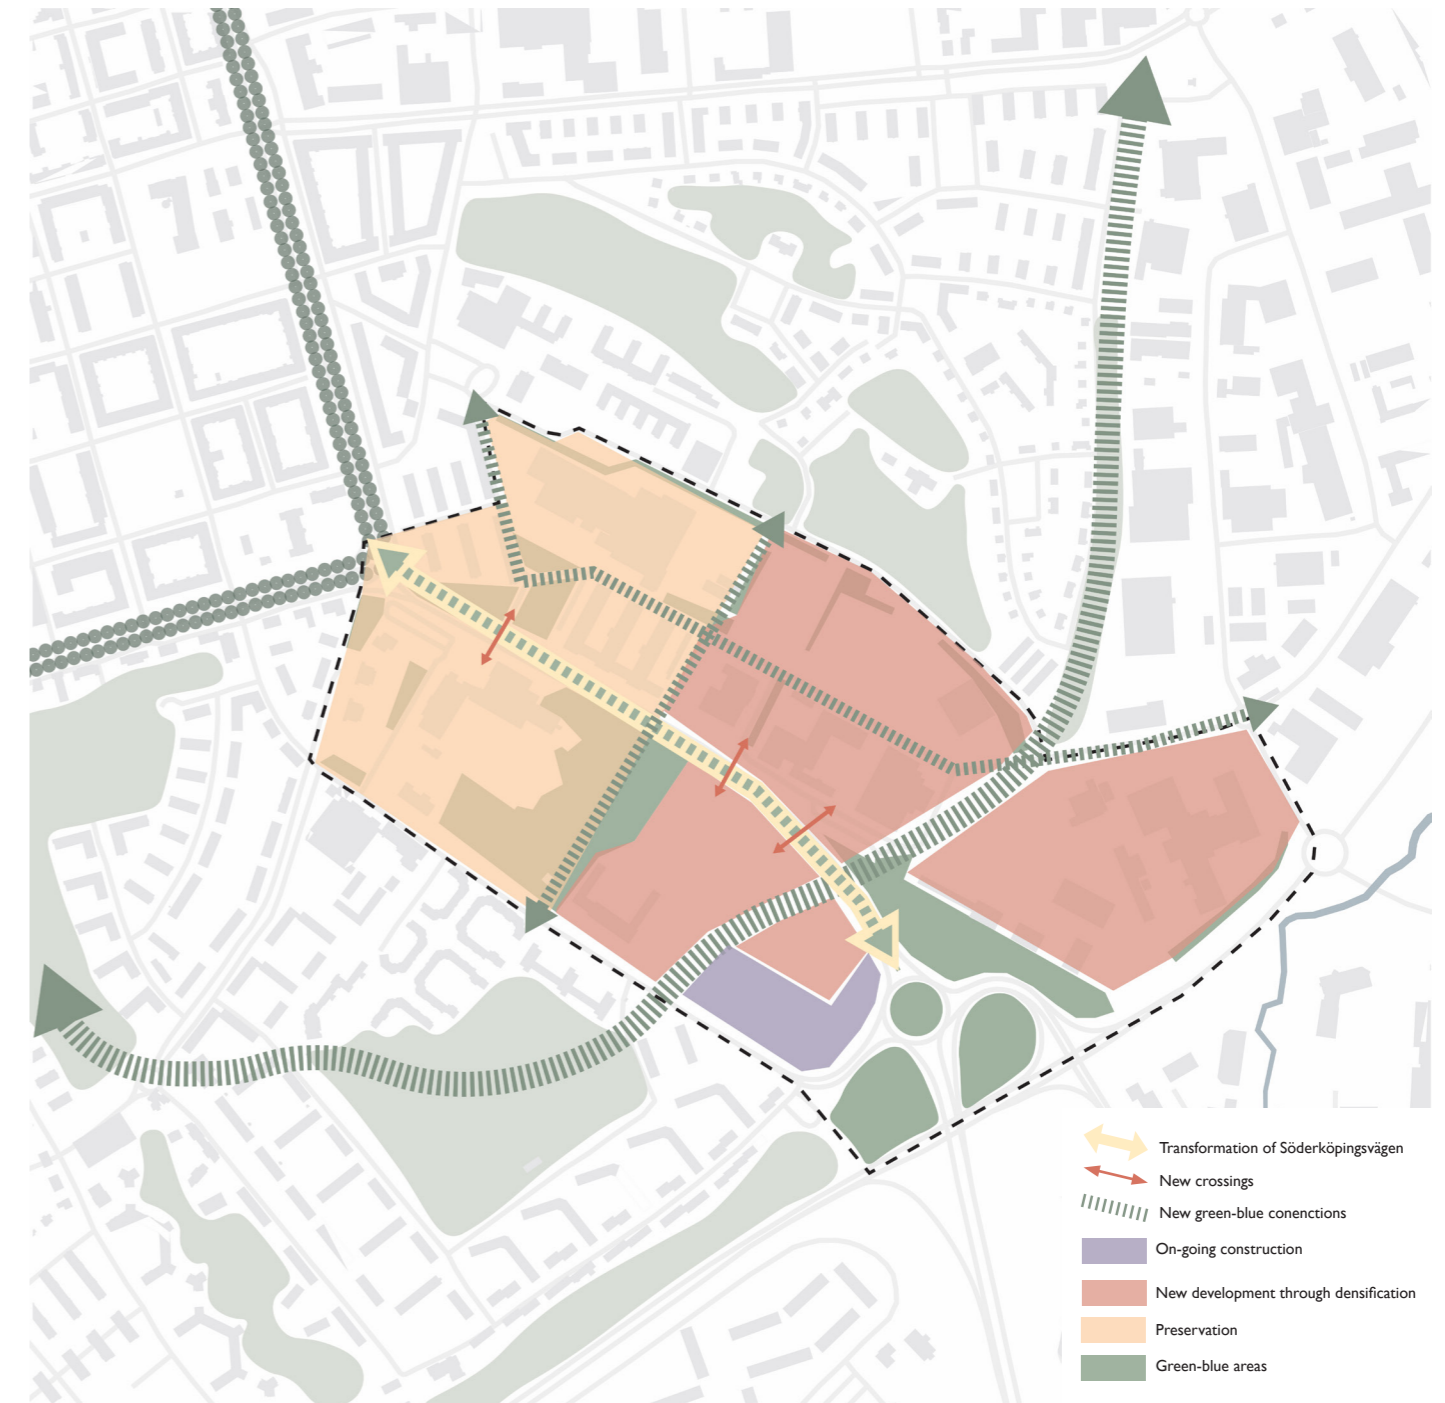 Transformation of Söderköpingsvägen
New crossings
New green-blue conenctions
On-going construction
New development through densification
Preservation
Green-blue areas